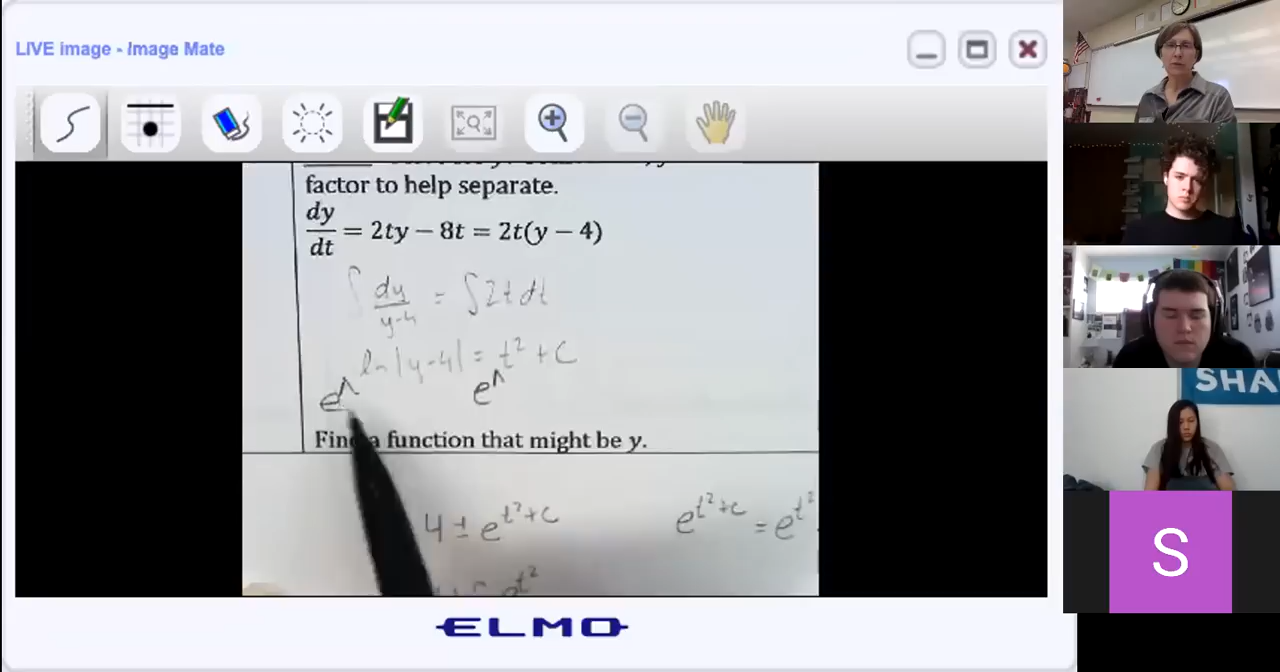 LIVE image - Image Mate
factor to help separate.
dy/dt = 2ty − 8t = 2t(y − 4)
∫ dy/y-4 = ∫ 2t dt
ln|y-4| = t² + C
e^ e^
Find a function that might be y.
4 ± e^t²+c e^t²+c = e^t²
e^t²
ELMO
SHA
S